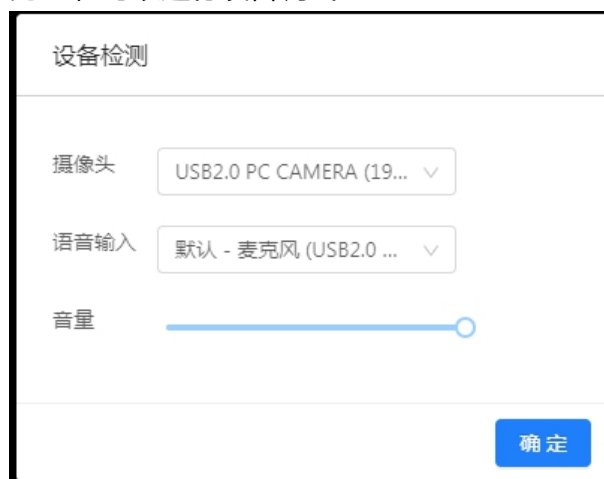 设备检测
摄像头
USB2.0 PC CAMERA (19...
语音输入
默认 - 麦克风 (USB2.0 ...
音量
确 定